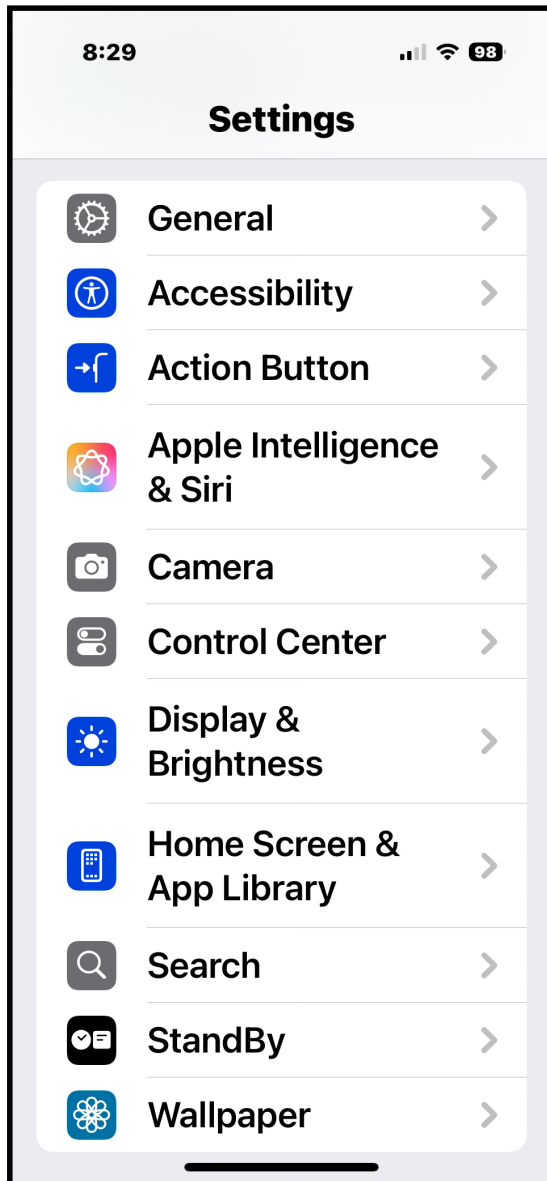 8:29
98
Settings
General
Accessibility
Action Button
Apple Intelligence
& Siri
Camera
Control Center
Display &
Brightness
Home Screen &
App Library
Search
StandBy
Wallpaper